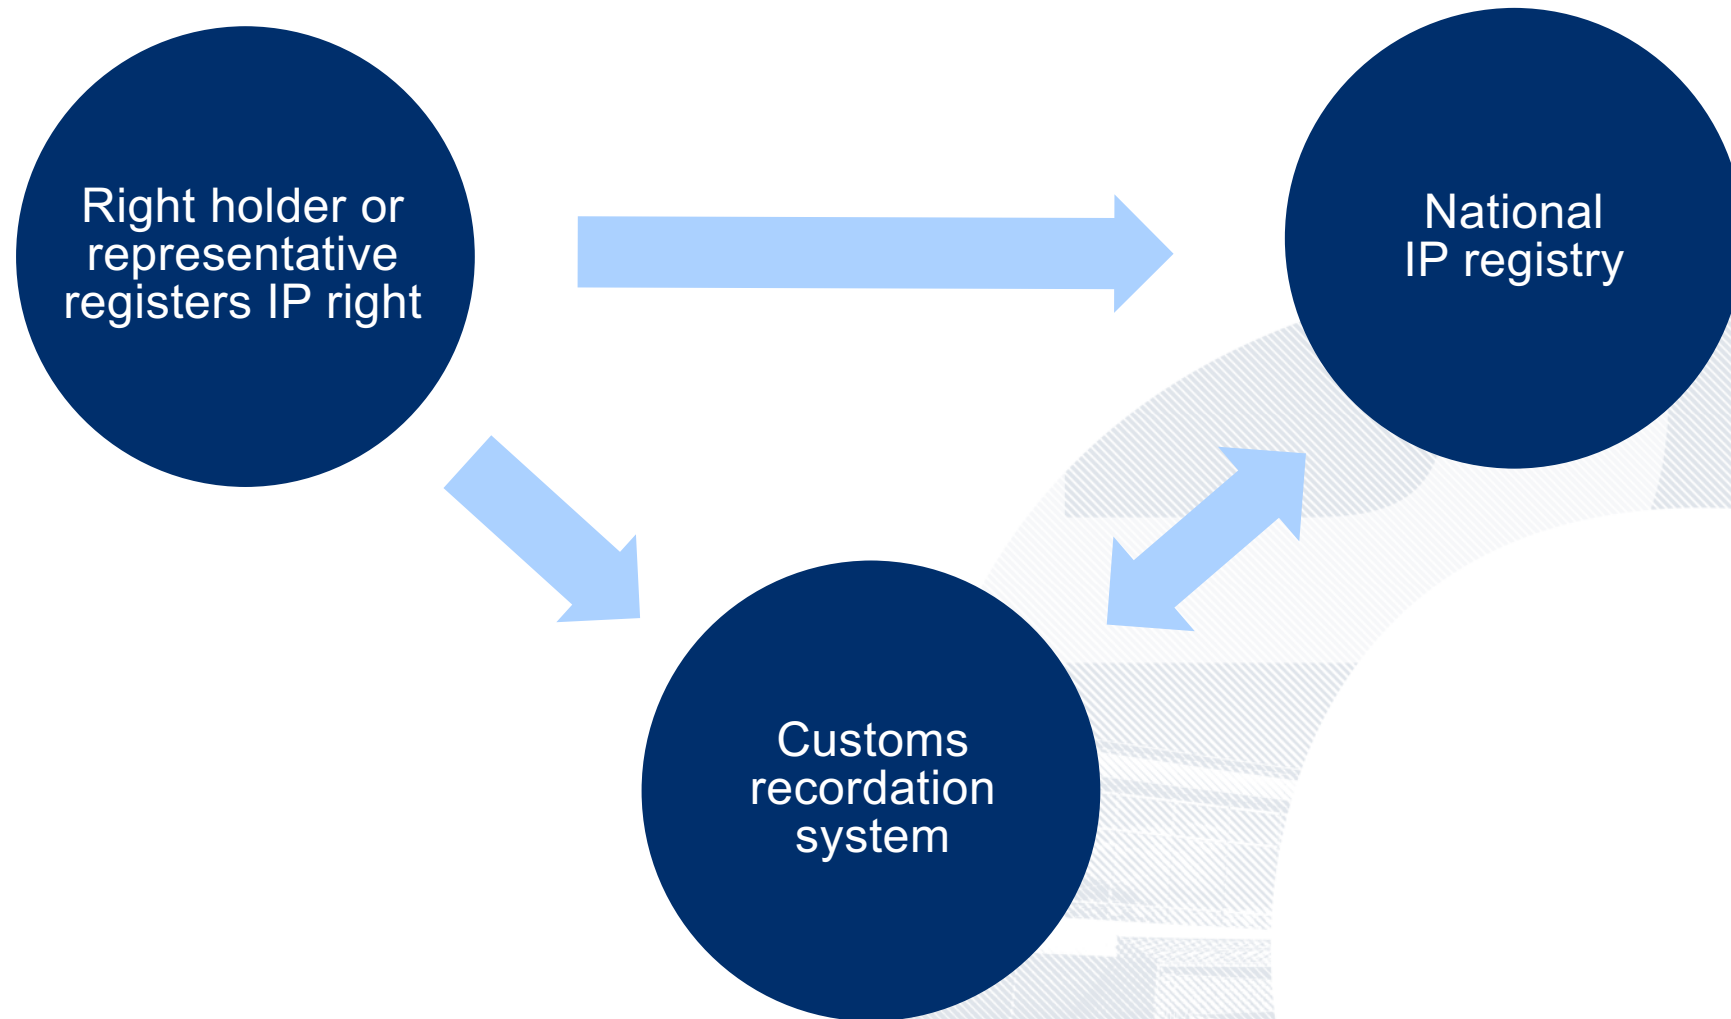 Right holder or
representative
registers IP right
National
IP registry
Customs
recordation
system